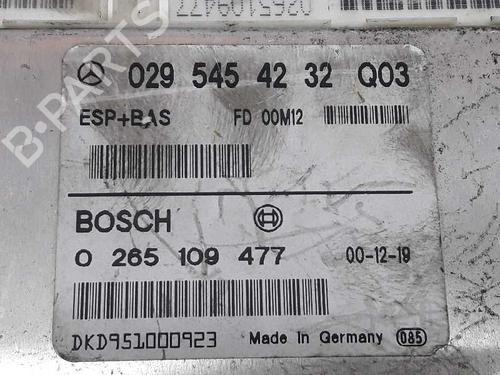 0265109477
029 545 42 32 Q03
ESP+BAS FD 00M12
B-PARTS
BOSCH
0 265 109 477 00-12-19
DKD951000923 Made in Germany 085